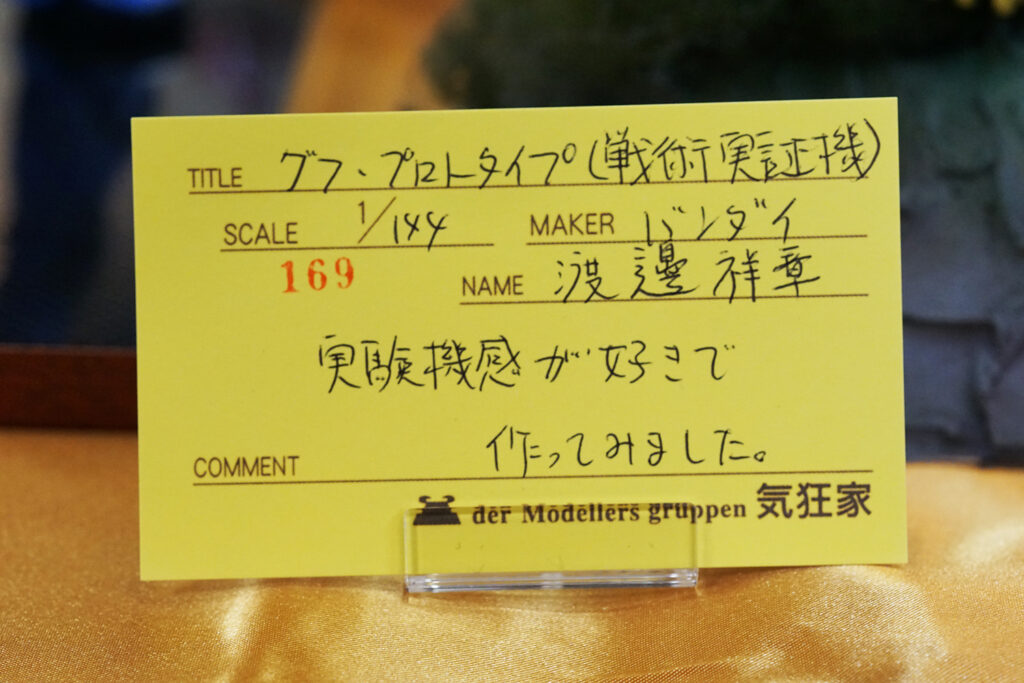 TITLE グフ・プロトタイプ(戦術実証機)
SCALE 1/144 MAKER バンダイ
169 NAME 渡邊祥章
実験機感が好きで
作ってみました。
COMMENT
der Modellers gruppen 気狂家